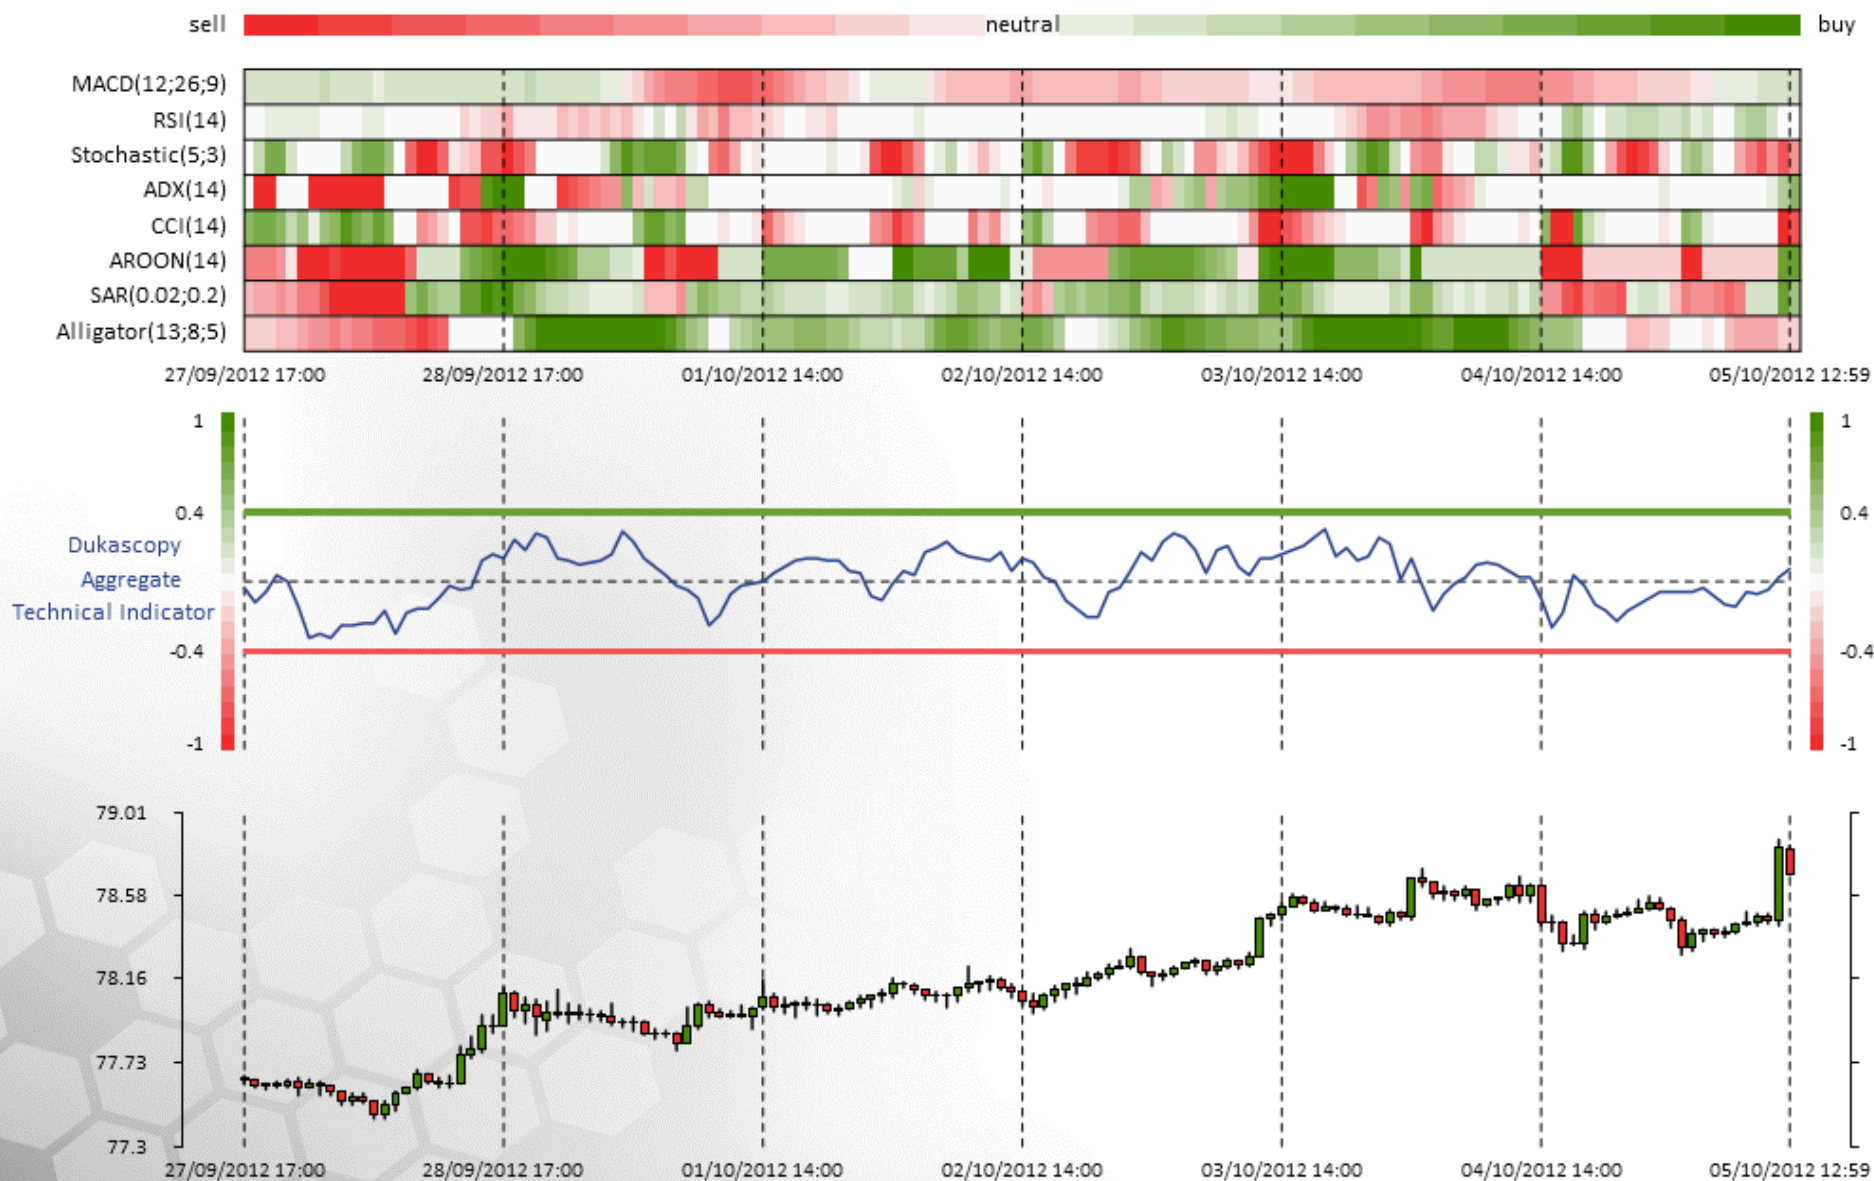 sell neutral buy
MACD(12;26;9)
RSI(14)
Stochastic(5;3)
ADX(14)
CCI(14)
AROON(14)
SAR(0.02;0.2)
Alligator(13;8;5)
27/09/2012 17:00 28/09/2012 17:00 01/10/2012 14:00 02/10/2012 14:00 03/10/2012 14:00 04/10/2012 14:00 05/10/2012 12:59
1 1
0.4 0.4
Dukascopy
Aggregate
Technical Indicator
-0.4 -0.4
-1 -1
79.01
78.58
78.16
77.73
77.3
27/09/2012 17:00 28/09/2012 17:00 01/10/2012 14:00 02/10/2012 14:00 03/10/2012 14:00 04/10/2012 14:00 05/10/2012 12:59